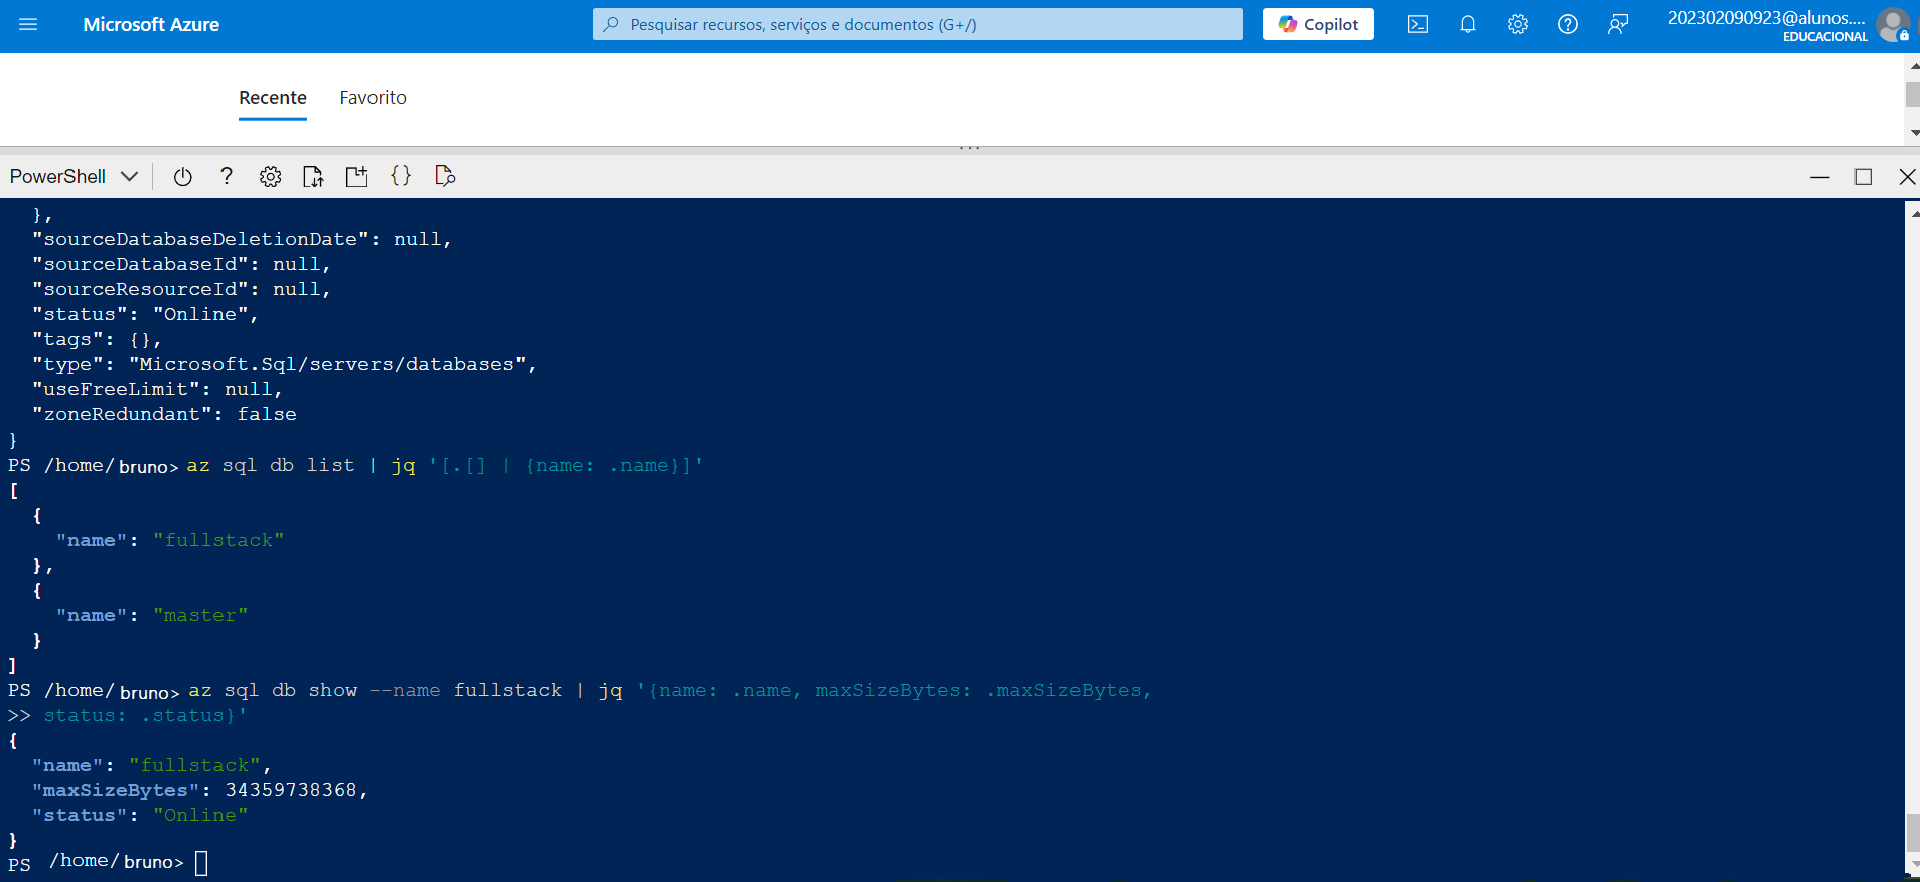 Microsoft Azure
Pesquisar recursos, serviços e documentos (G+/)
Copilot
202302090923@alunos....
EDUCACIONAL
Recente Favorito
PowerShell
},
"sourceDatabaseDeletionDate": null,
"sourceDatabaseId": null,
"sourceResourceId": null,
"status": "Online",
"tags": {},
"type": "Microsoft.Sql/servers/databases",
"useFreeLimit": null,
"zoneRedundant": false
}
PS /home/bruno> az sql db list | jq '[.[] | {name: .name}]'
[
{
"name": "fullstack"
},
{
"name": "master"
}
]
PS /home/bruno> az sql db show --name fullstack | jq '{name: .name, maxSizeBytes: .maxSizeBytes,
>> status: .status}'
{
"name": "fullstack",
"maxSizeBytes": 34359738368,
"status": "Online"
}
PS /home/bruno>